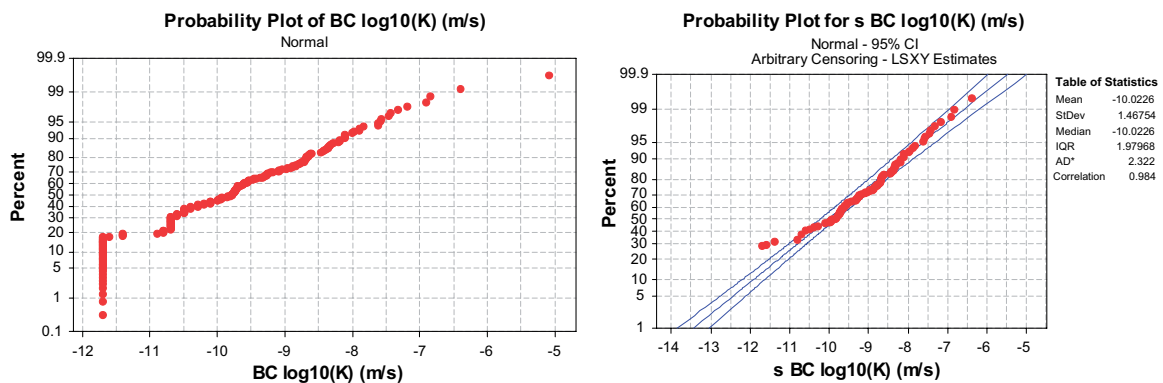 Probability Plot of BC log10(K) (m/s)
Normal
Percent
99.9
99
95
90
80
70
60
50
40
30
20
10
5
1
0.1
-12 -11 -10 -9 -8 -7 -6 -5
BC log10(K) (m/s)
Probability Plot for s BC log10(K) (m/s)
Normal - 95% CI
Arbitrary Censoring - LSXY Estimates
Percent
99.9
99
95
90
80
70
60
50
40
30
20
10
5
1
-14 -13 -12 -11 -10 -9 -8 -7 -6 -5
s BC log10(K) (m/s)
Table of Statistics
Mean -10.0226
StDev 1.46754
Median -10.0226
IQR 1.97968
AD* 2.322
Correlation 0.984